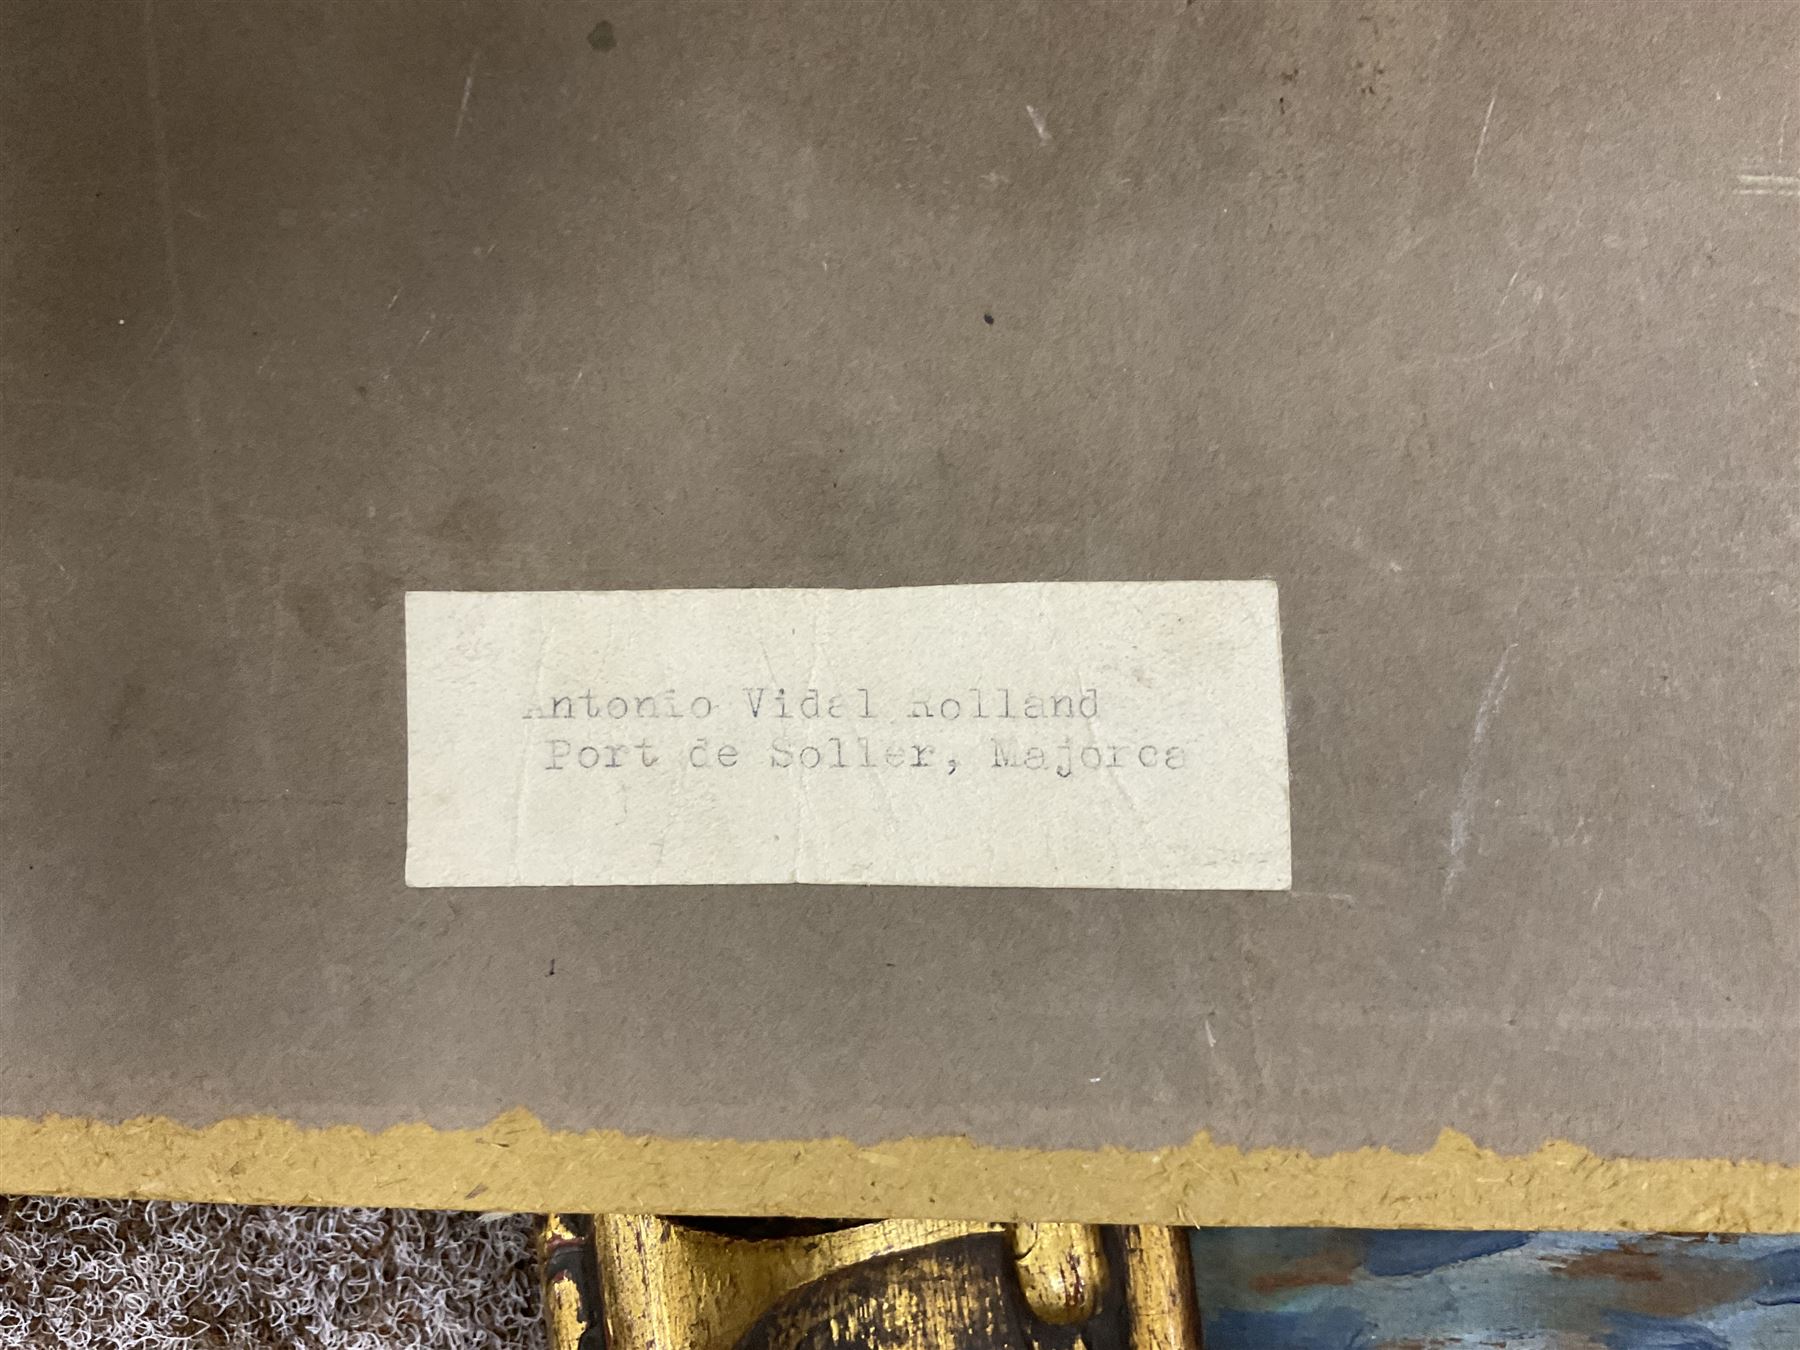 Antonio Vidal Rolland
Port de Soller, Majorca